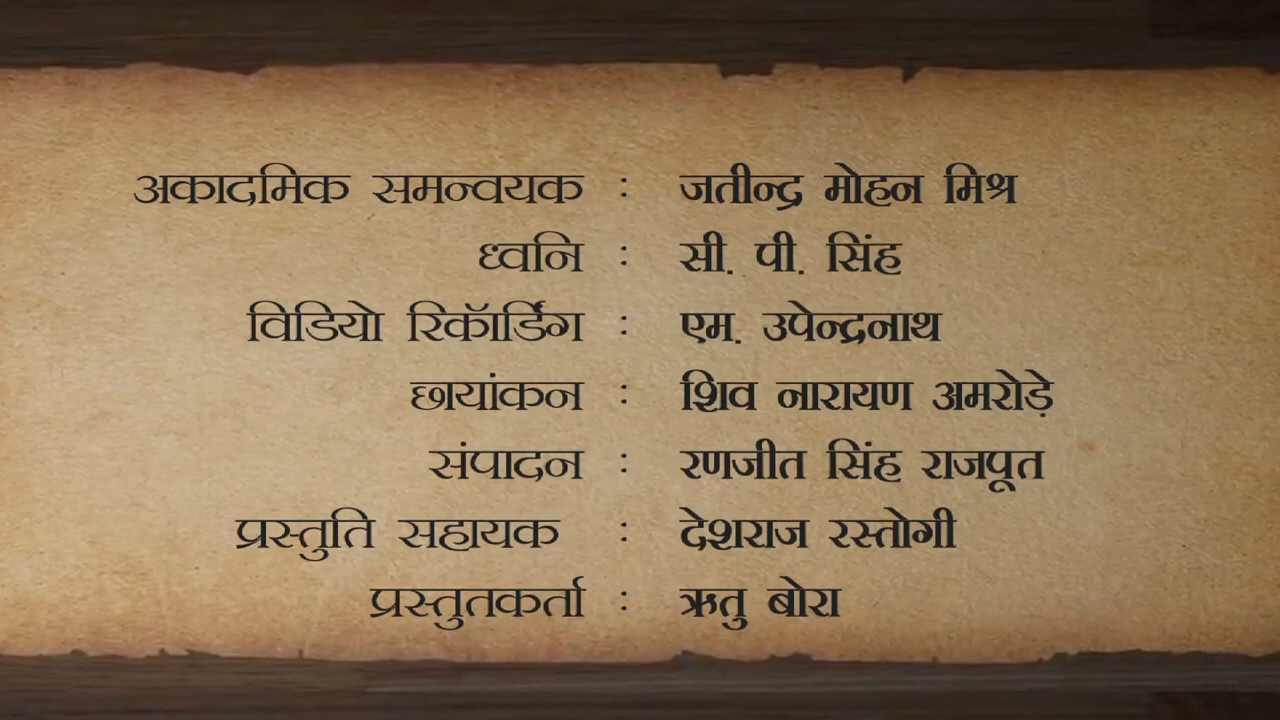 अकादमिक समन्वयक : जतीन्द्र मोहन मिश्र
ध्वनि : सी. पी. सिंह
विडियो रिकॉर्डिंग : एम. उपेन्द्रनाथ
छायांकन : शिव नारायण अमरोड़े
संपादन : रणजीत सिंह राजपूत
प्रस्तुति सहायक : देशराज रस्तोगी
प्रस्तुतकर्ता : ऋतु बोरा